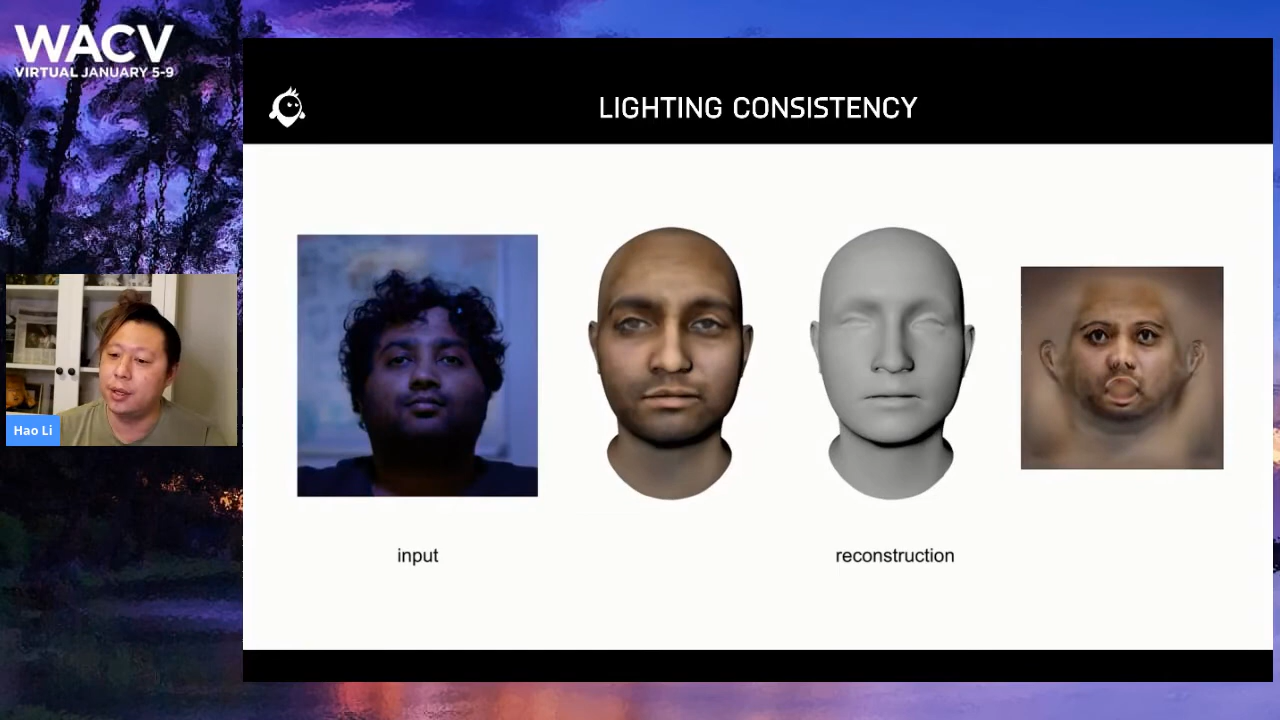 WACV
VIRTUAL JANUARY 5-9
LIGHTING CONSISTENCY
Hao Li
input
reconstruction